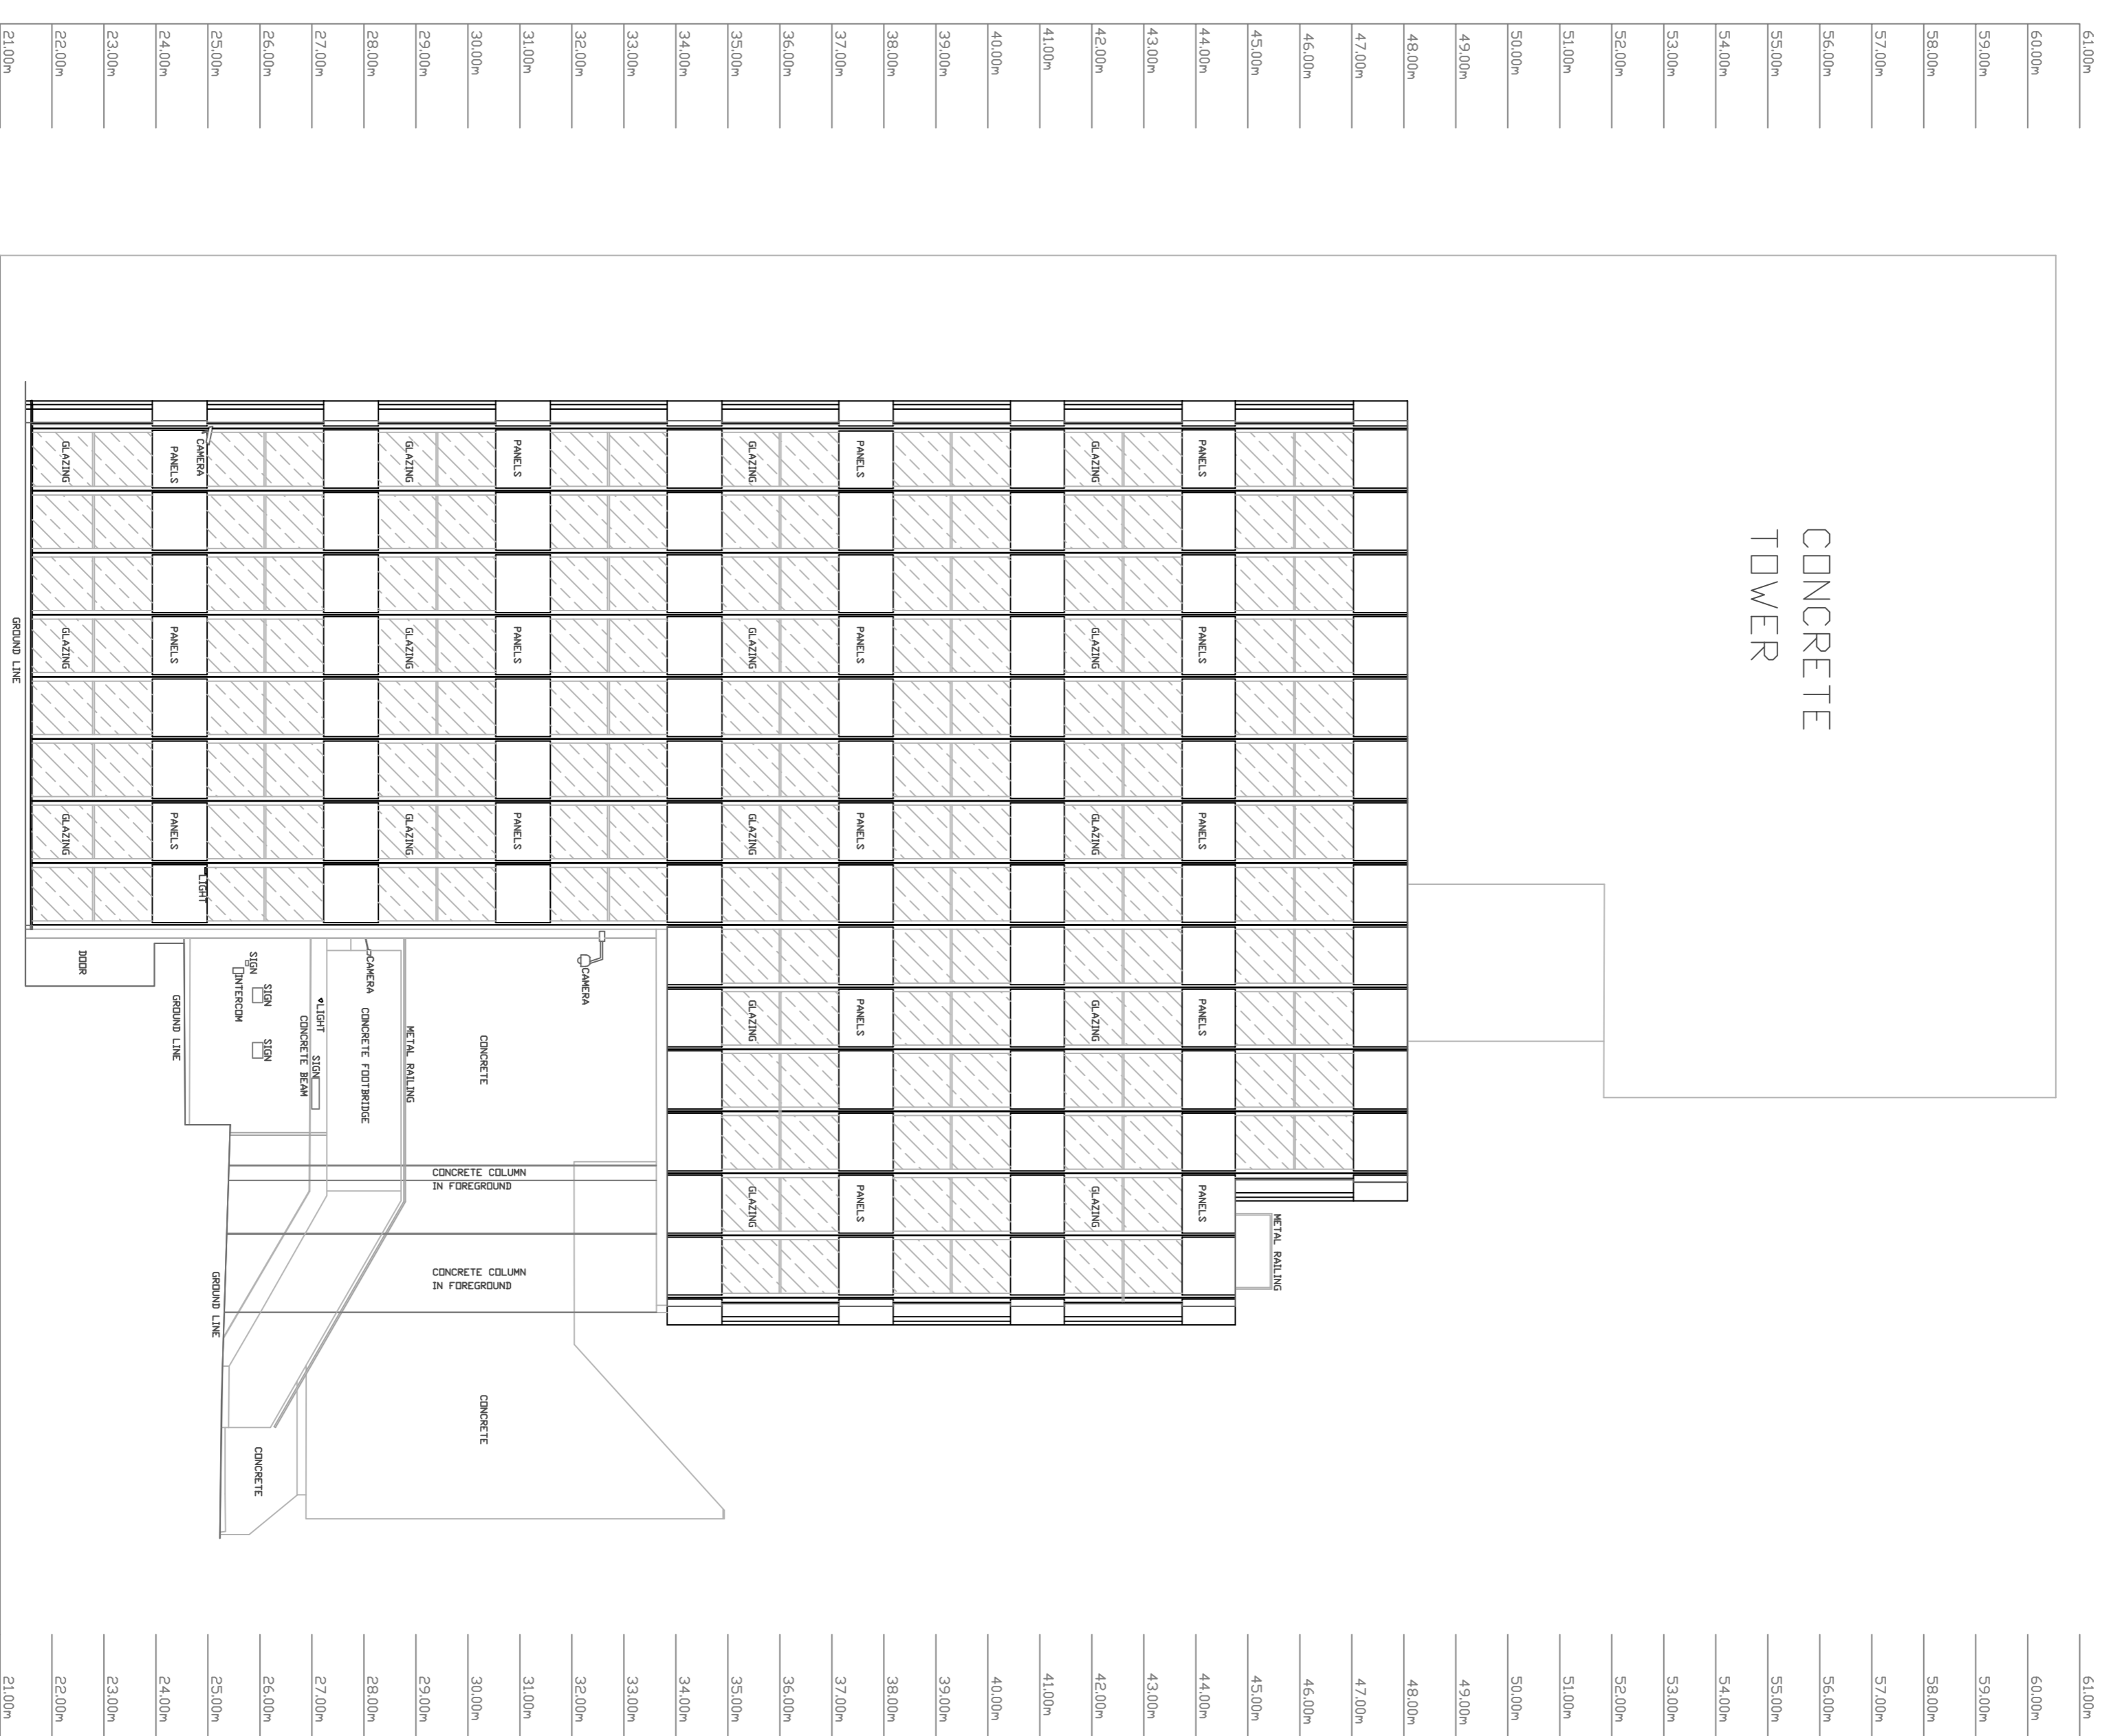 61.00m
60.00m
59.00m
58.00m
57.00m
56.00m
55.00m
54.00m
53.00m
52.00m
51.00m
50.00m
49.00m
48.00m
47.00m
46.00m
45.00m
44.00m
43.00m
42.00m
41.00m
40.00m
39.00m
38.00m
37.00m
36.00m
35.00m
34.00m
33.00m
32.00m
31.00m
30.00m
29.00m
28.00m
27.00m
26.00m
25.00m
24.00m
23.00m
22.00m
21.00m
CONCRETE
TOWER
METAL RAILING
PANELS
PANELS
PANELS
PANELS
PANELS
GLAZING
GLAZING
GLAZING
GLAZING
GLAZING
PANELS
PANELS
PANELS
PANELS
PANELS
GLAZING
GLAZING
GLAZING
GLAZING
GLAZING
CAMERA
PANELS
PANELS
PANELS
CONCRETE
CONCRETE COLUMN
IN FOREGROUND
CONCRETE COLUMN
IN FOREGROUND
CONCRETE
GLAZING
GLAZING
GLAZING
METAL RAILING
CAMERA
CONCRETE FOOTBRIDGE
LIGHT
SIGN
CONCRETE BEAM
SIGN
SIGN
SIGN
CONCRETE
INTERCOM
GROUND LINE
CAMERA
LIGHT
PANELS
PANELS
PANELS
GROUND LINE
DOOR
GLAZING
GLAZING
GLAZING
GROUND LINE
61.00m
60.00m
59.00m
58.00m
57.00m
56.00m
55.00m
54.00m
53.00m
52.00m
51.00m
50.00m
49.00m
48.00m
47.00m
46.00m
45.00m
44.00m
43.00m
42.00m
41.00m
40.00m
39.00m
38.00m
37.00m
36.00m
35.00m
34.00m
33.00m
32.00m
31.00m
30.00m
29.00m
28.00m
27.00m
26.00m
25.00m
24.00m
23.00m
22.00m
21.00m